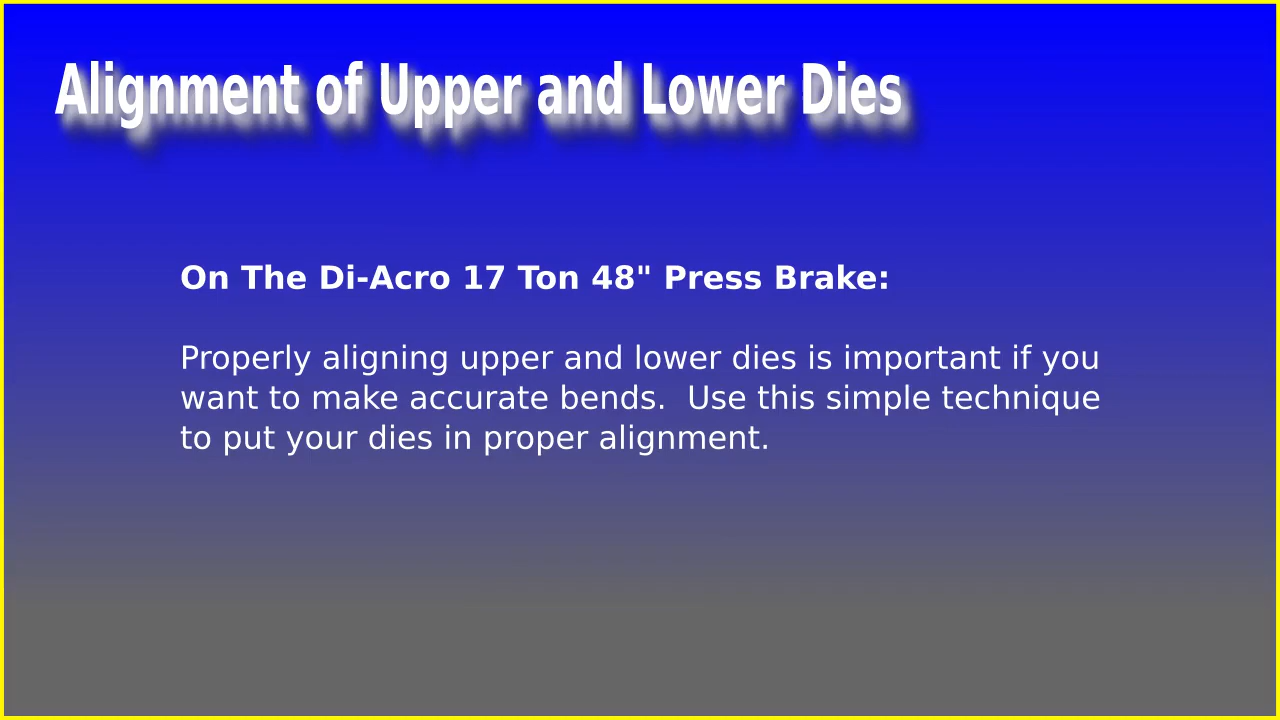 Alignment of Upper and Lower Dies
On The Di-Acro 17 Ton 48" Press Brake:
Properly aligning upper and lower dies is important if you
want to make accurate bends.  Use this simple technique
to put your dies in proper alignment.